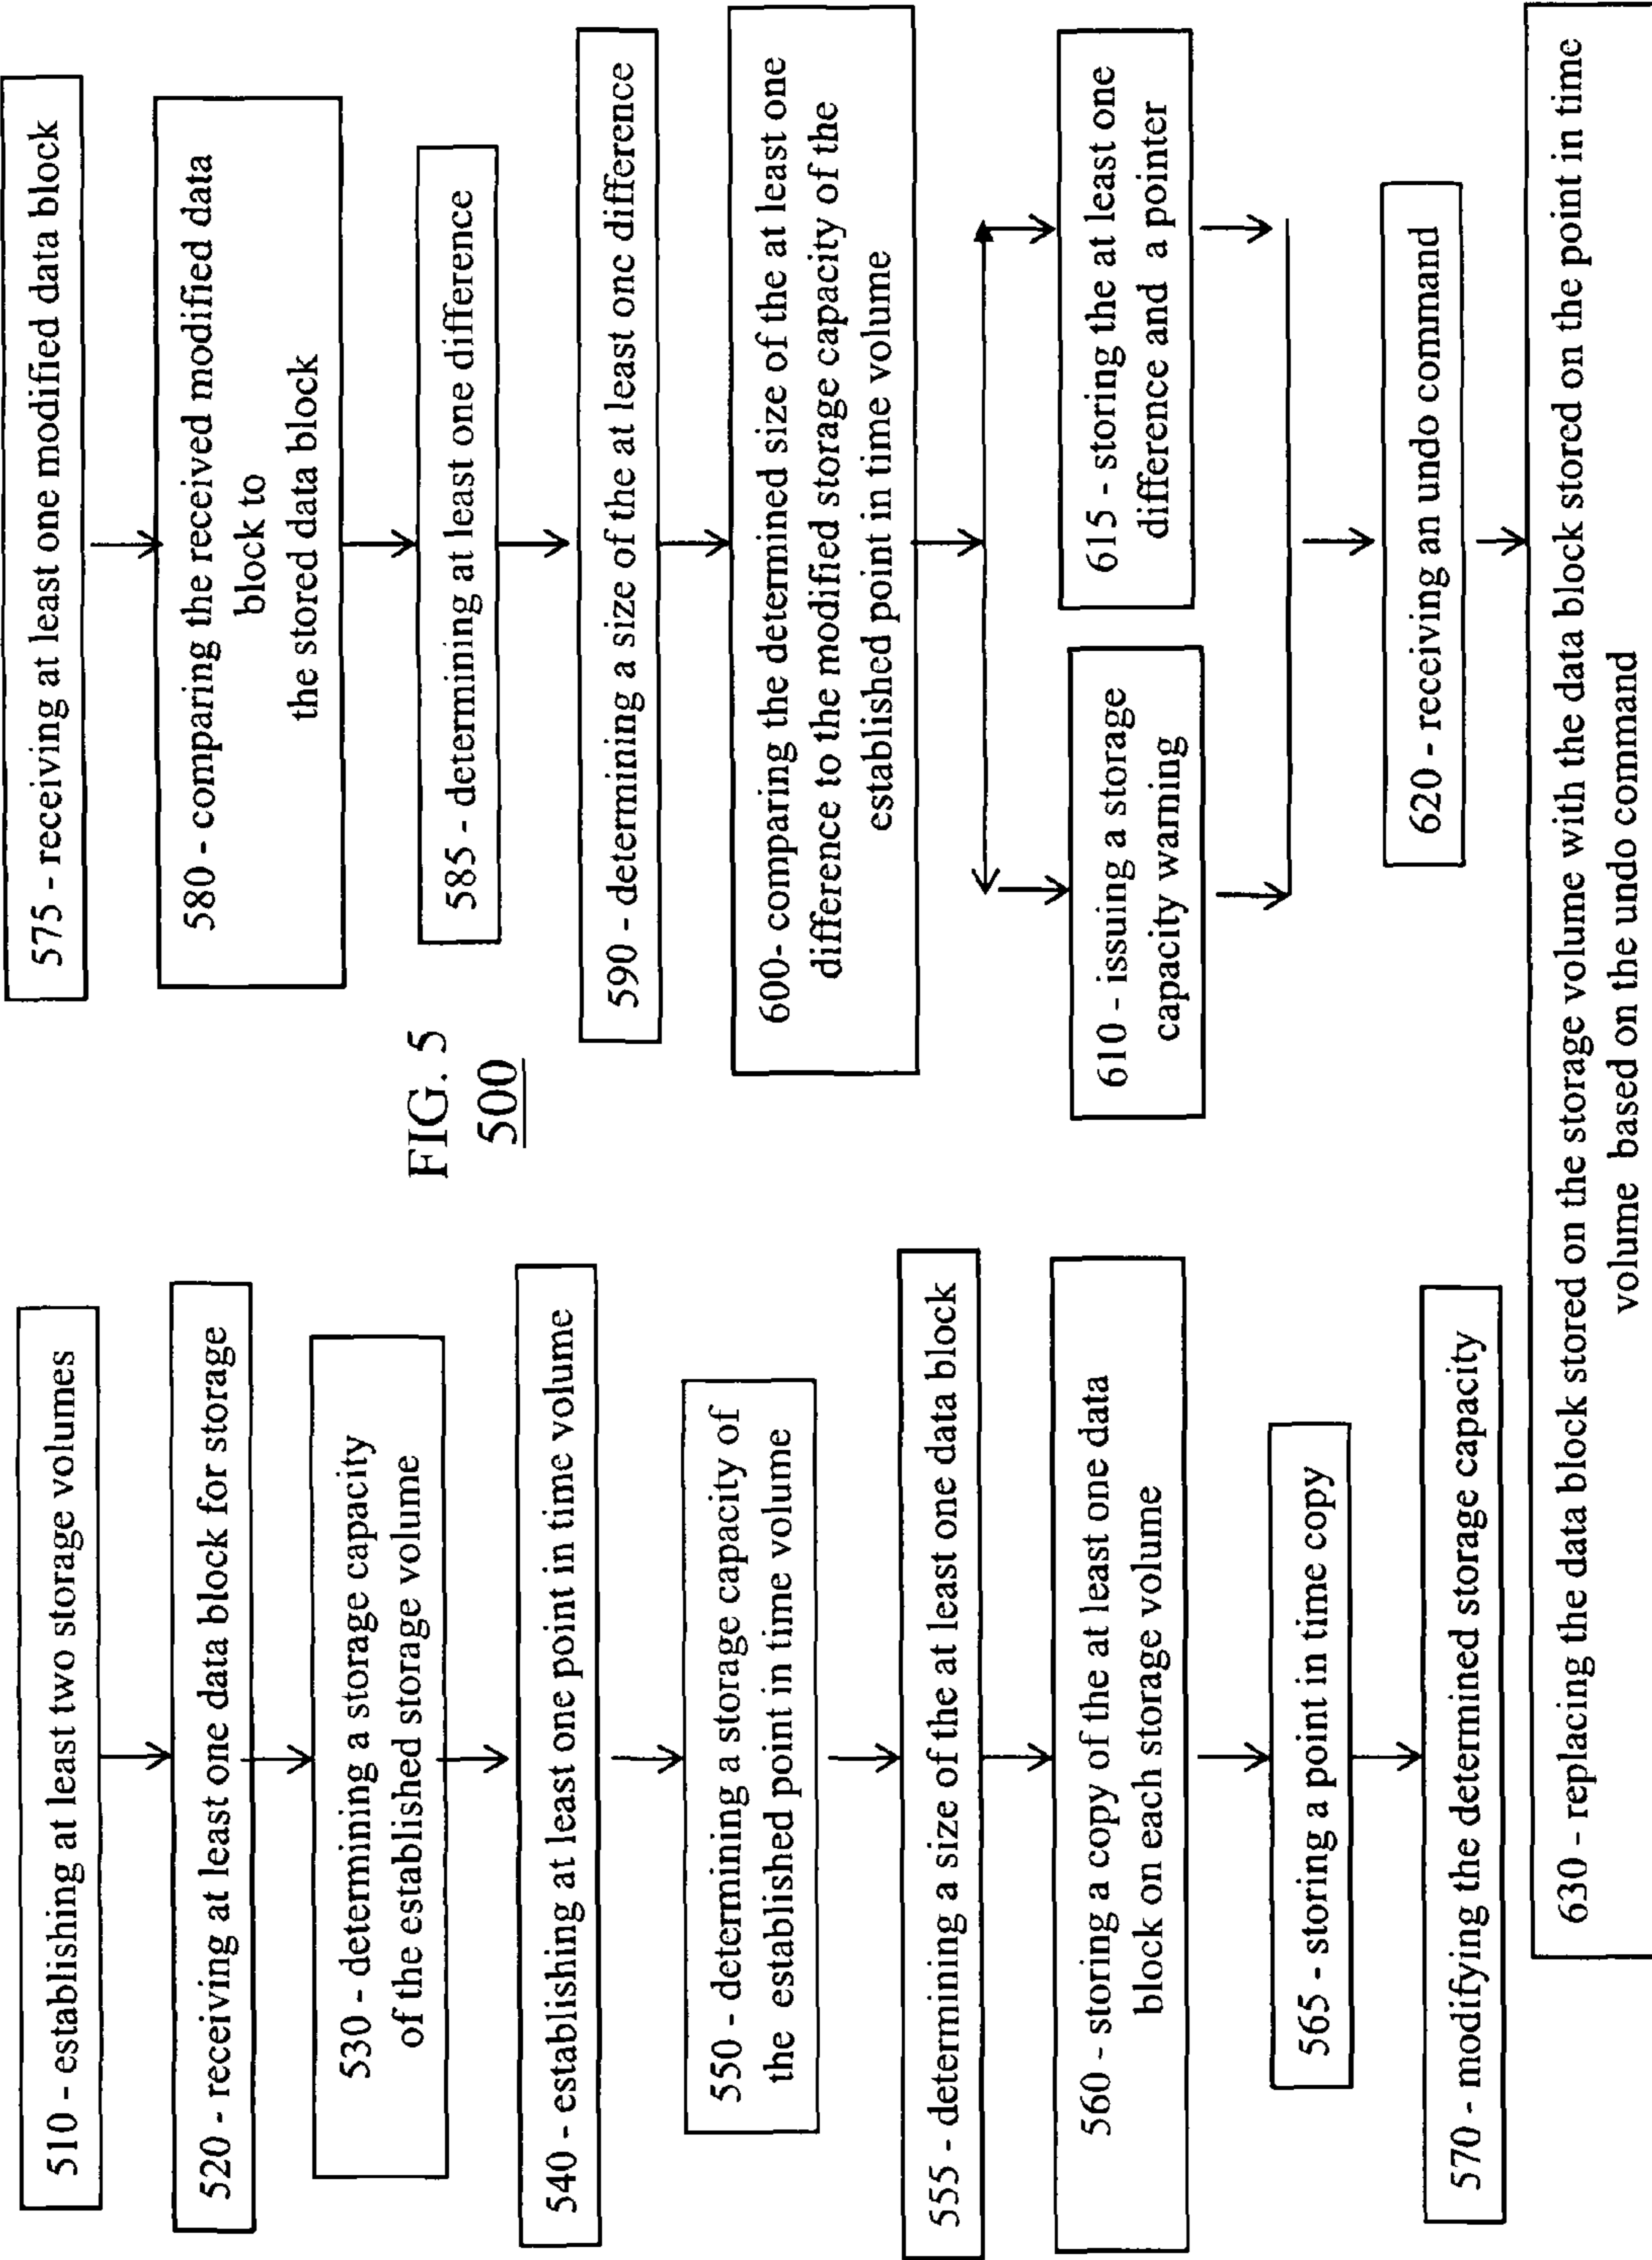 510 - establishing at least two storage volumes
520 - receiving at least one data block for storage
530 - determining a storage capacity
of the established storage volume
540 - establishing at least one point in time volume
550 - determining a storage capacity of
the established point in time volume
555 - determining a size of the at least one data block
560 - storing a copy of the at least one data
block on each storage volume
565 - storing a point in time copy
570 - modifying the determined storage capacity
FIG. 5
500
575 - receiving at least one modified data block
580 - comparing the received modified data
block to
the stored data block
585 - determining at least one difference
590 - determining a size of the at least one difference
600- comparing the determined size of the at least one
difference to the modified storage capacity of the
established point in time volume
610 - issuing a storage
capacity warning
615 - storing the at least one
difference and a pointer
620 - receiving an undo command
630 - replacing the data block stored on the storage volume with the data block stored on the point in time
volume based on the undo command